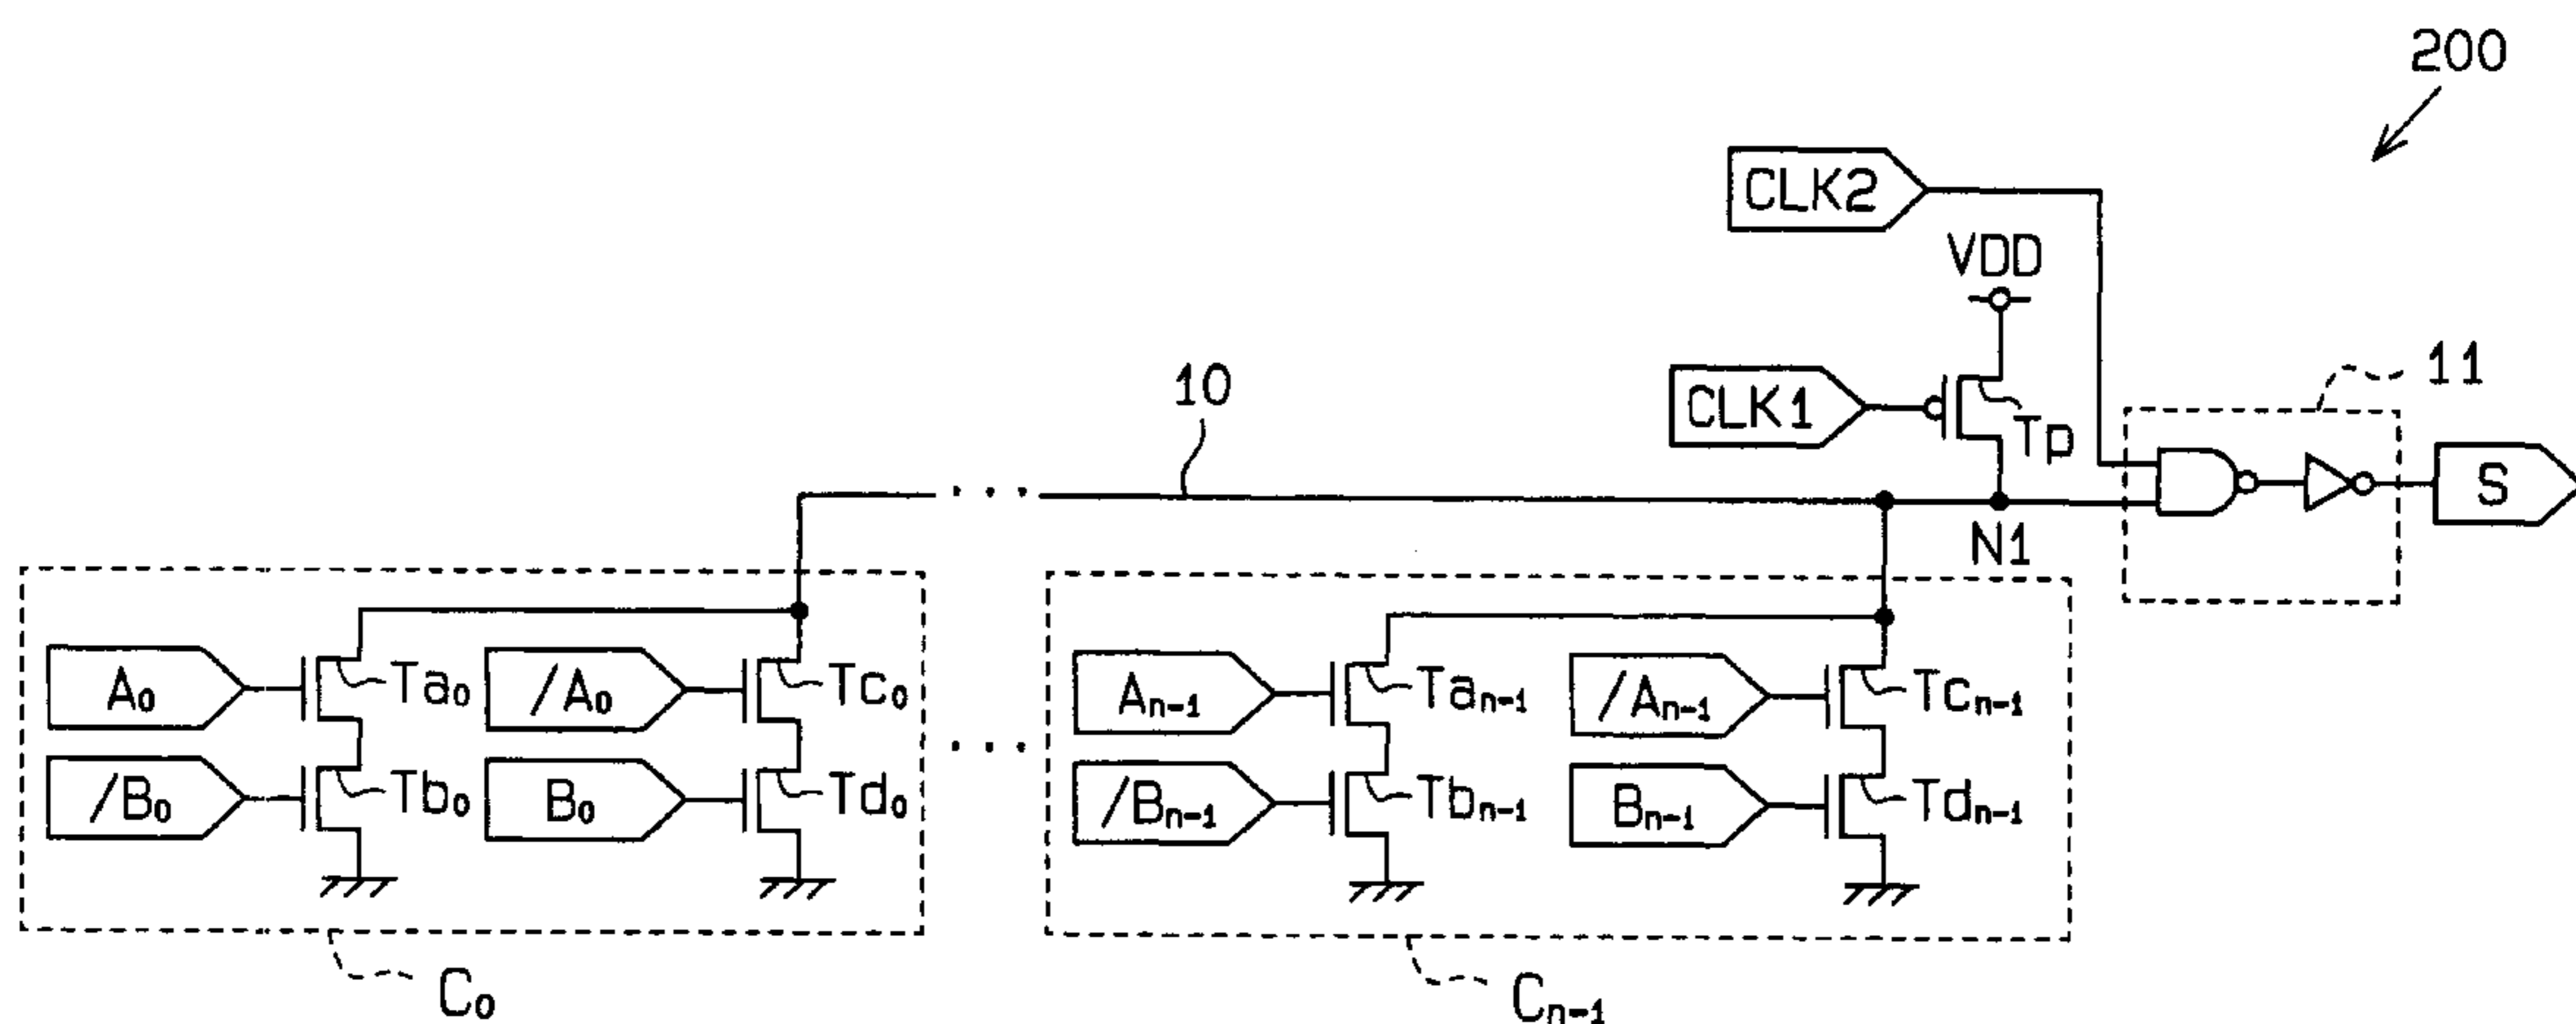 200
CLK2
VDD
11
10
CLK1
Tp
S
N1
A₀
Ta₀
/A₀
Tc₀
Aₙ₋₁
Taₙ₋₁
/Aₙ₋₁
Tcₙ₋₁
/B₀
Tb₀
B₀
Td₀
/Bₙ₋₁
Tbₙ₋₁
Bₙ₋₁
Tdₙ₋₁
C₀
Cₙ₋₁